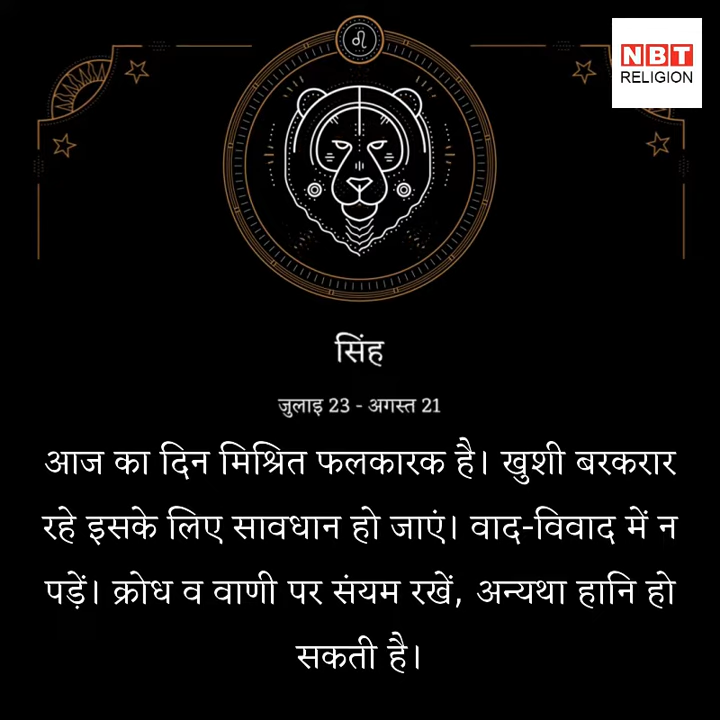 NBT
RELIGION
♌
सिंह
जुलाइ 23 - अगस्त 21
आज का दिन मिश्रित फलकारक है। खुशी बरकरार
रहे इसके लिए सावधान हो जाएं। वाद-विवाद में न
पड़ें। क्रोध व वाणी पर संयम रखें, अन्यथा हानि हो
सकती है।